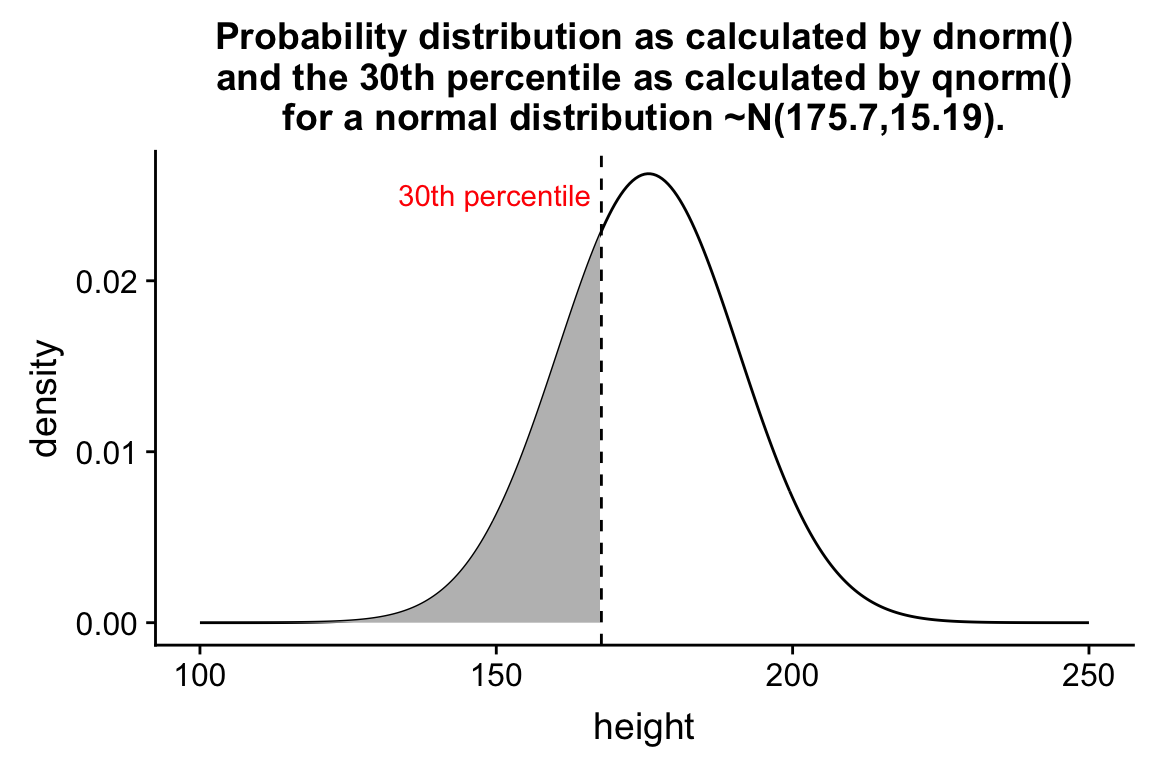 Probability distribution as calculated by dnorm()
and the 30th percentile as calculated by qnorm()
for a normal distribution ~N(175.7,15.19).
30th percentile
0.02
0.01
0.00
density
100
150
200
250
height